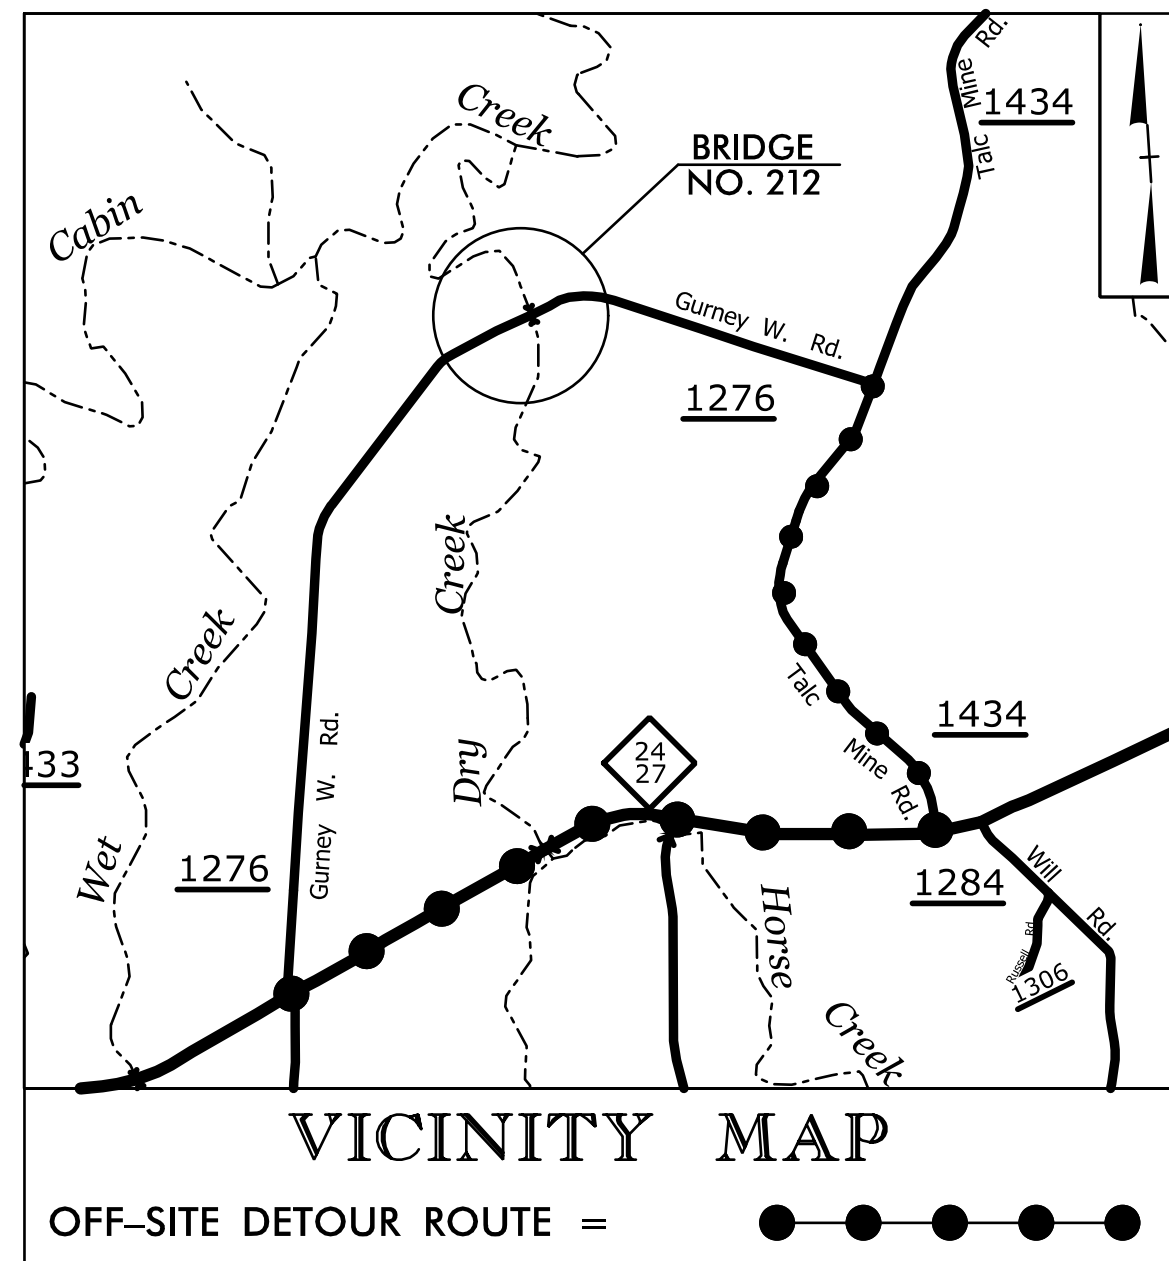 Rd.
Mine
Talc
1434
Creek
BRIDGE
NO. 212
Cabin
Gurney W. Rd.
1276
Creek
Creek
Talc
Mine
Rd.
1434
Gurney W. Rd.
24
27
Dry
433
Wet
1276
1284
Will
Rd.
Russell Rd
1306
Horse
Creek
VICINITY MAP
OFF–SITE DETOUR ROUTE =